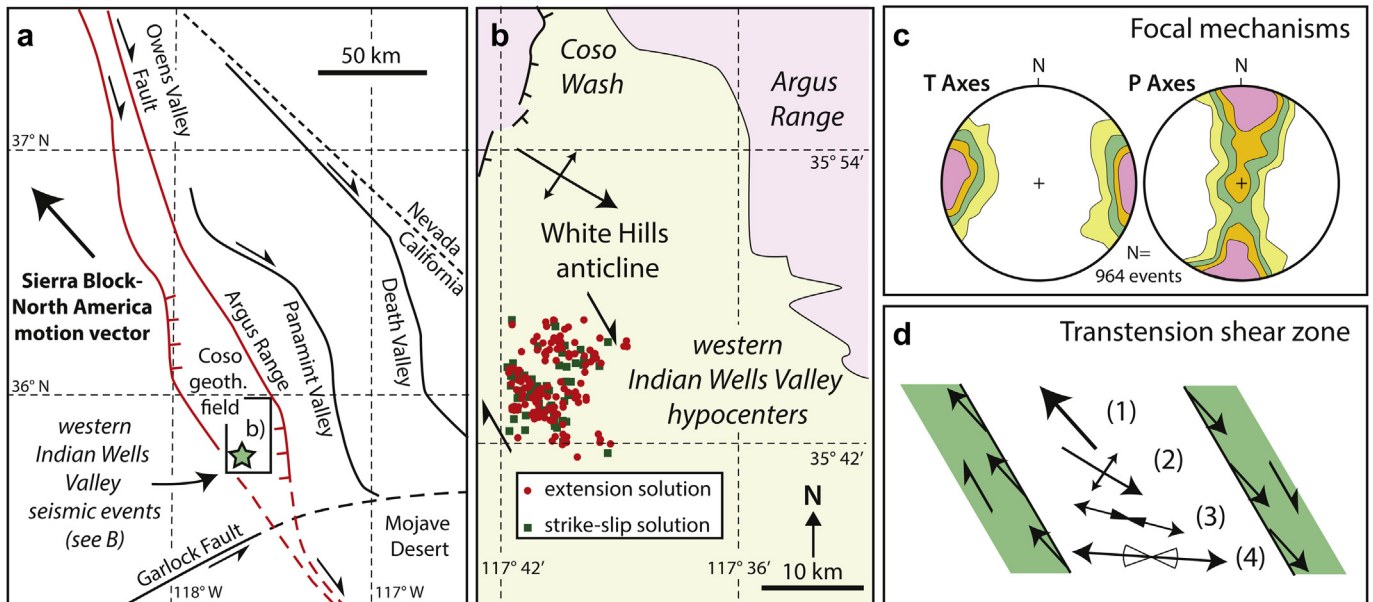 a
Owens Valley
Fault
50 km
37° N
Nevada
California
Sierra Block-
North America
motion vector
Argus Range
Panamint Valley
Death Valley
Coso
geoth.
field
b)
36° N
western
Indian Wells
Valley
seismic events
(see B)
Garlock Fault
Mojave
Desert
118° W
117° W
b
Coso
Wash
Argus
Range
35° 54'
White Hills
anticline
western
Indian Wells Valley
hypocenters
35° 42'
extension solution
strike-slip solution
N
10 km
117° 42'
117° 36'
c
Focal mechanisms
T Axes
N
P Axes
N
N=
964 events
d
Transtension shear zone
(1)
(2)
(3)
(4)